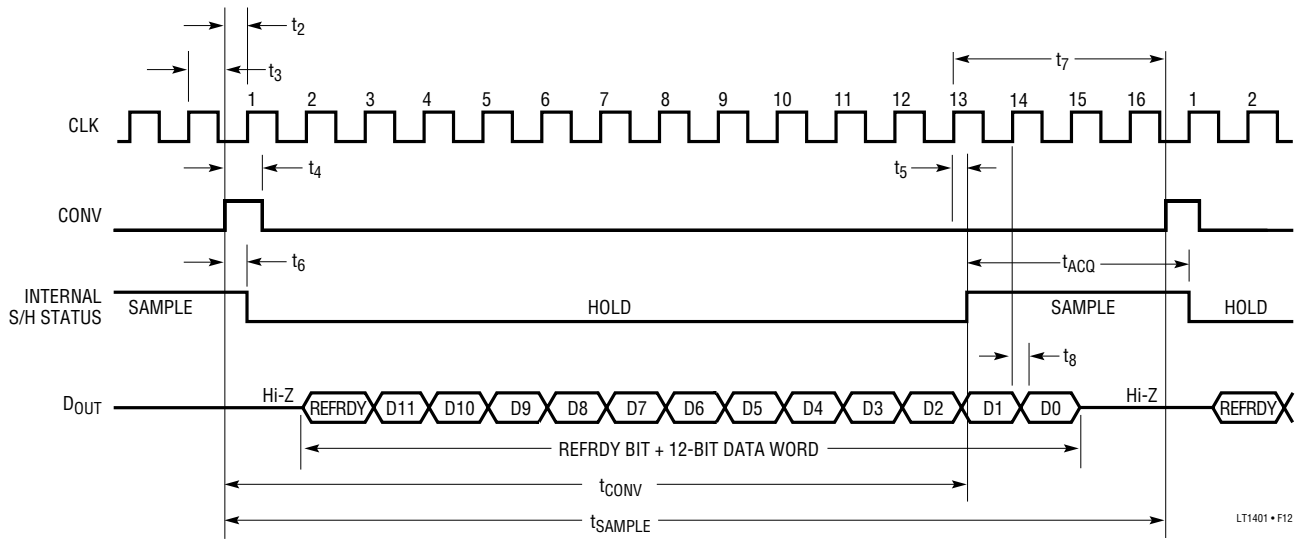 t2
t3
t7
1 2 3 4 5 6 7 8 9 10 11 12 13 14 15 16 1 2
CLK
t4
t5
CONV
t6
tACQ
INTERNAL
S/H STATUS
SAMPLE HOLD SAMPLE HOLD
t8
DOUT
Hi-Z REFRDY D11 D10 D9 D8 D7 D6 D5 D4 D3 D2 D1 D0 Hi-Z REFRDY
REFRDY BIT + 12-BIT DATA WORD
tCONV
tSAMPLE
LT1401 • F12